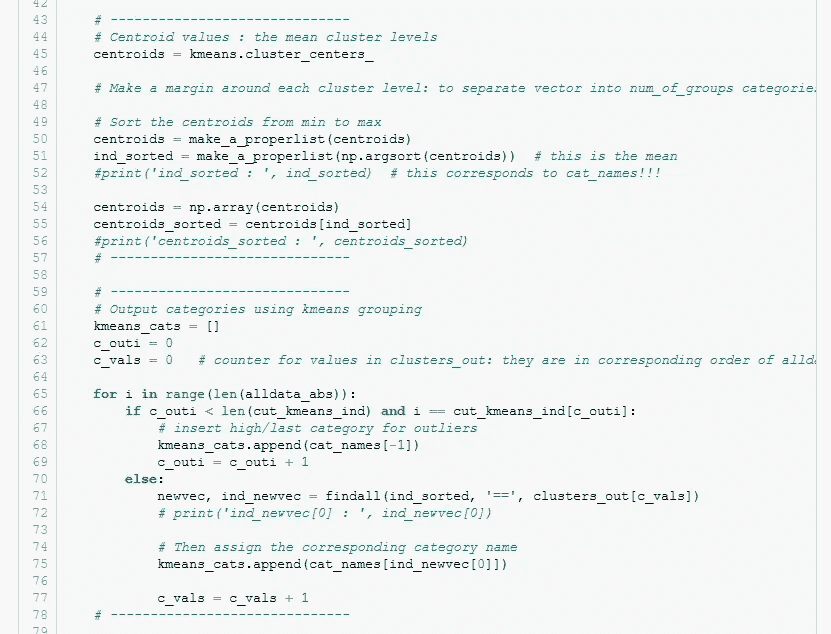 42
43 # ------------------------------
44 # Centroid values : the mean cluster levels
45 centroids = kmeans.cluster_centers_
46
47 # Make a margin around each cluster level: to separate vector into num_of_groups categories
48
49 # Sort the centroids from min to max
50 centroids = make_a_properlist(centroids)
51 ind_sorted = make_a_properlist(np.argsort(centroids))  # this is the mean
52 #print('ind_sorted : ', ind_sorted)  # this corresponds to cat_names!!!
53
54 centroids = np.array(centroids)
55 centroids_sorted = centroids[ind_sorted]
56 #print('centroids_sorted : ', centroids_sorted)
57 # ------------------------------
58
59 # ------------------------------
60 # Output categories using kmeans grouping
61 kmeans_cats = []
62 c_outi = 0
63 c_vals = 0   # counter for values in clusters_out: they are in corresponding order of
64
65 for i in range(len(alldata_abs)):
66     if c_outi < len(cut_kmeans_ind) and i == cut_kmeans_ind[c_outi]:
67         # insert high/last category for outliers
68         kmeans_cats.append(cat_names[-1])
69         c_outi = c_outi + 1
70     else:
71         newvec, ind_newvec = findall(ind_sorted, '==', clusters_out[c_vals])
72         # print('ind_newvec[0] : ', ind_newvec[0])
73
74         # Then assign the corresponding category name
75         kmeans_cats.append(cat_names[ind_newvec[0]])
76
77         c_vals = c_vals + 1
78 # ------------------------------
79